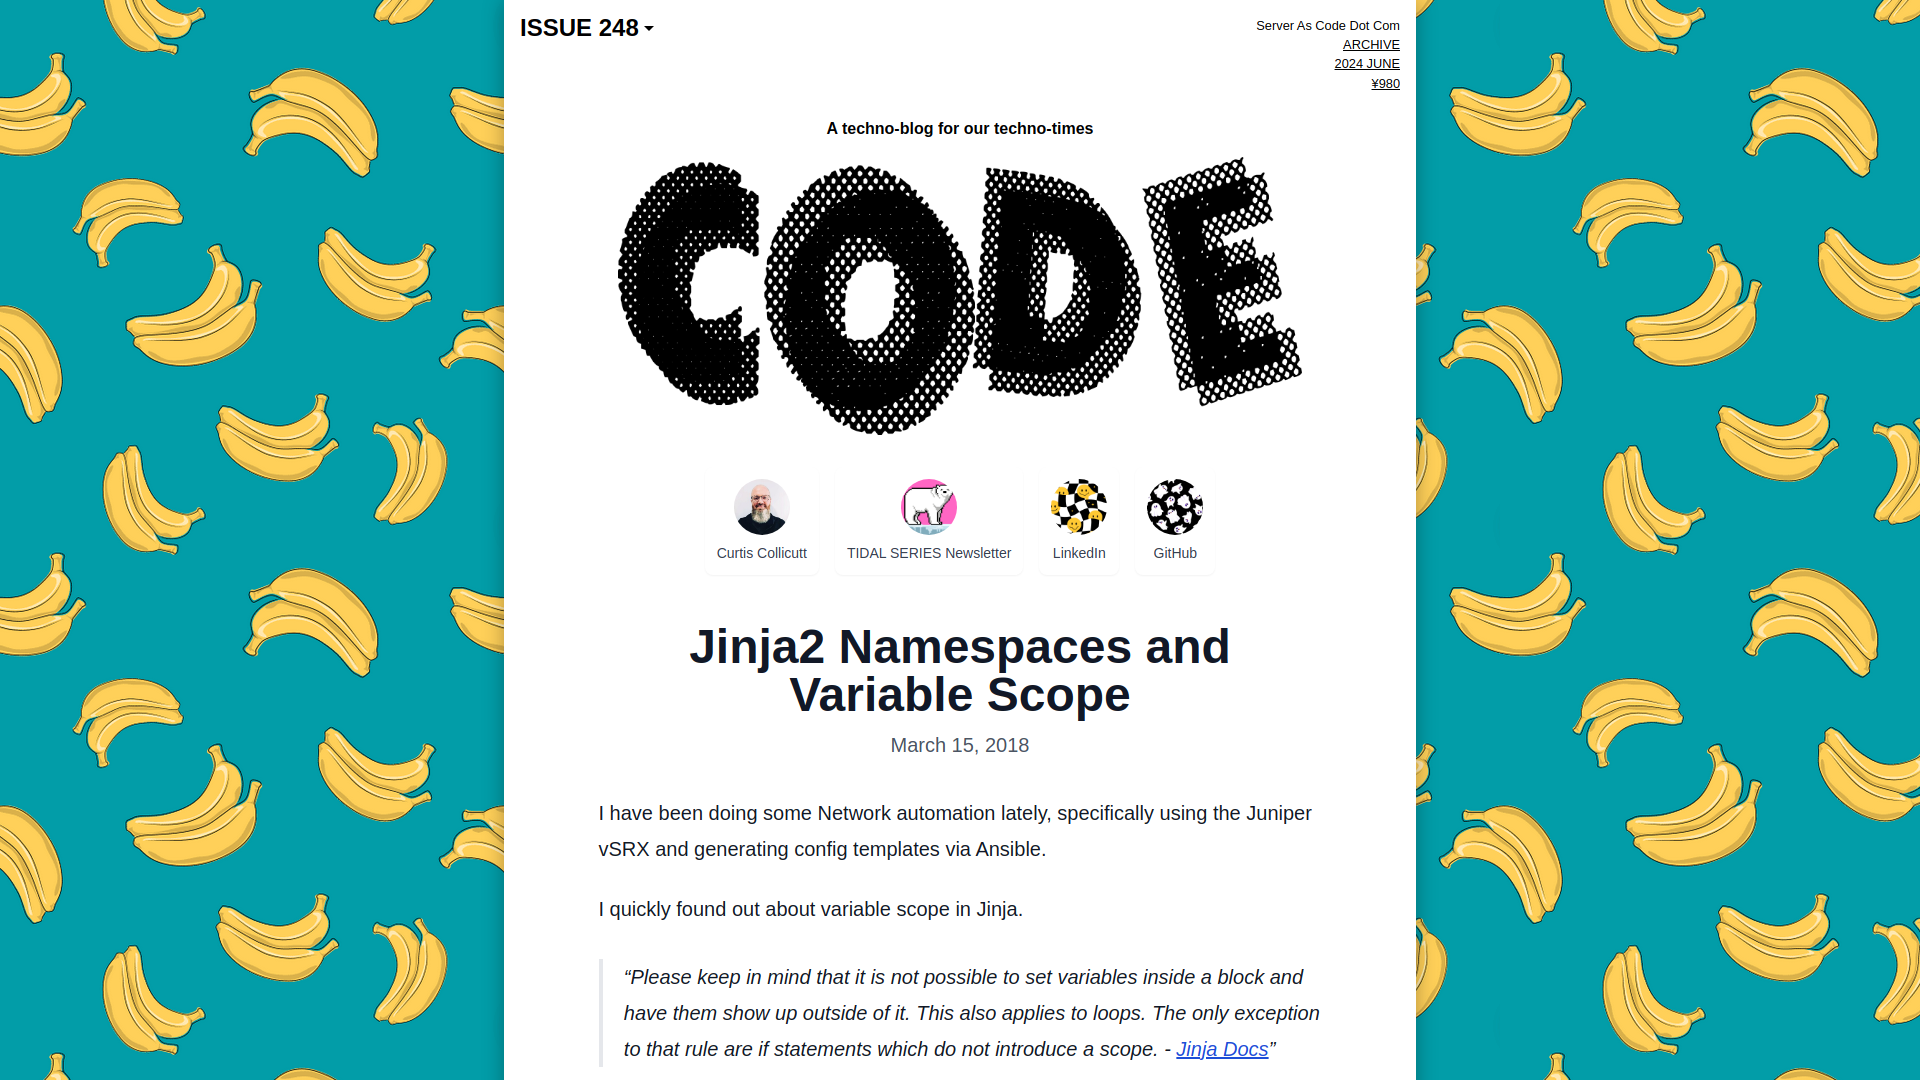 ISSUE 248
Server As Code Dot Com
ARCHIVE
2024 JUNE
¥980
A techno-blog for our techno-times
CODE
Curtis Collicutt
TIDAL SERIES Newsletter
LinkedIn
GitHub
Jinja2 Namespaces and
Variable Scope
March 15, 2018
I have been doing some Network automation lately, specifically using the Juniper
vSRX and generating config templates via Ansible.
I quickly found out about variable scope in Jinja.
“Please keep in mind that it is not possible to set variables inside a block and
have them show up outside of it. This also applies to loops. The only exception
to that rule are if statements which do not introduce a scope. - Jinja Docs”